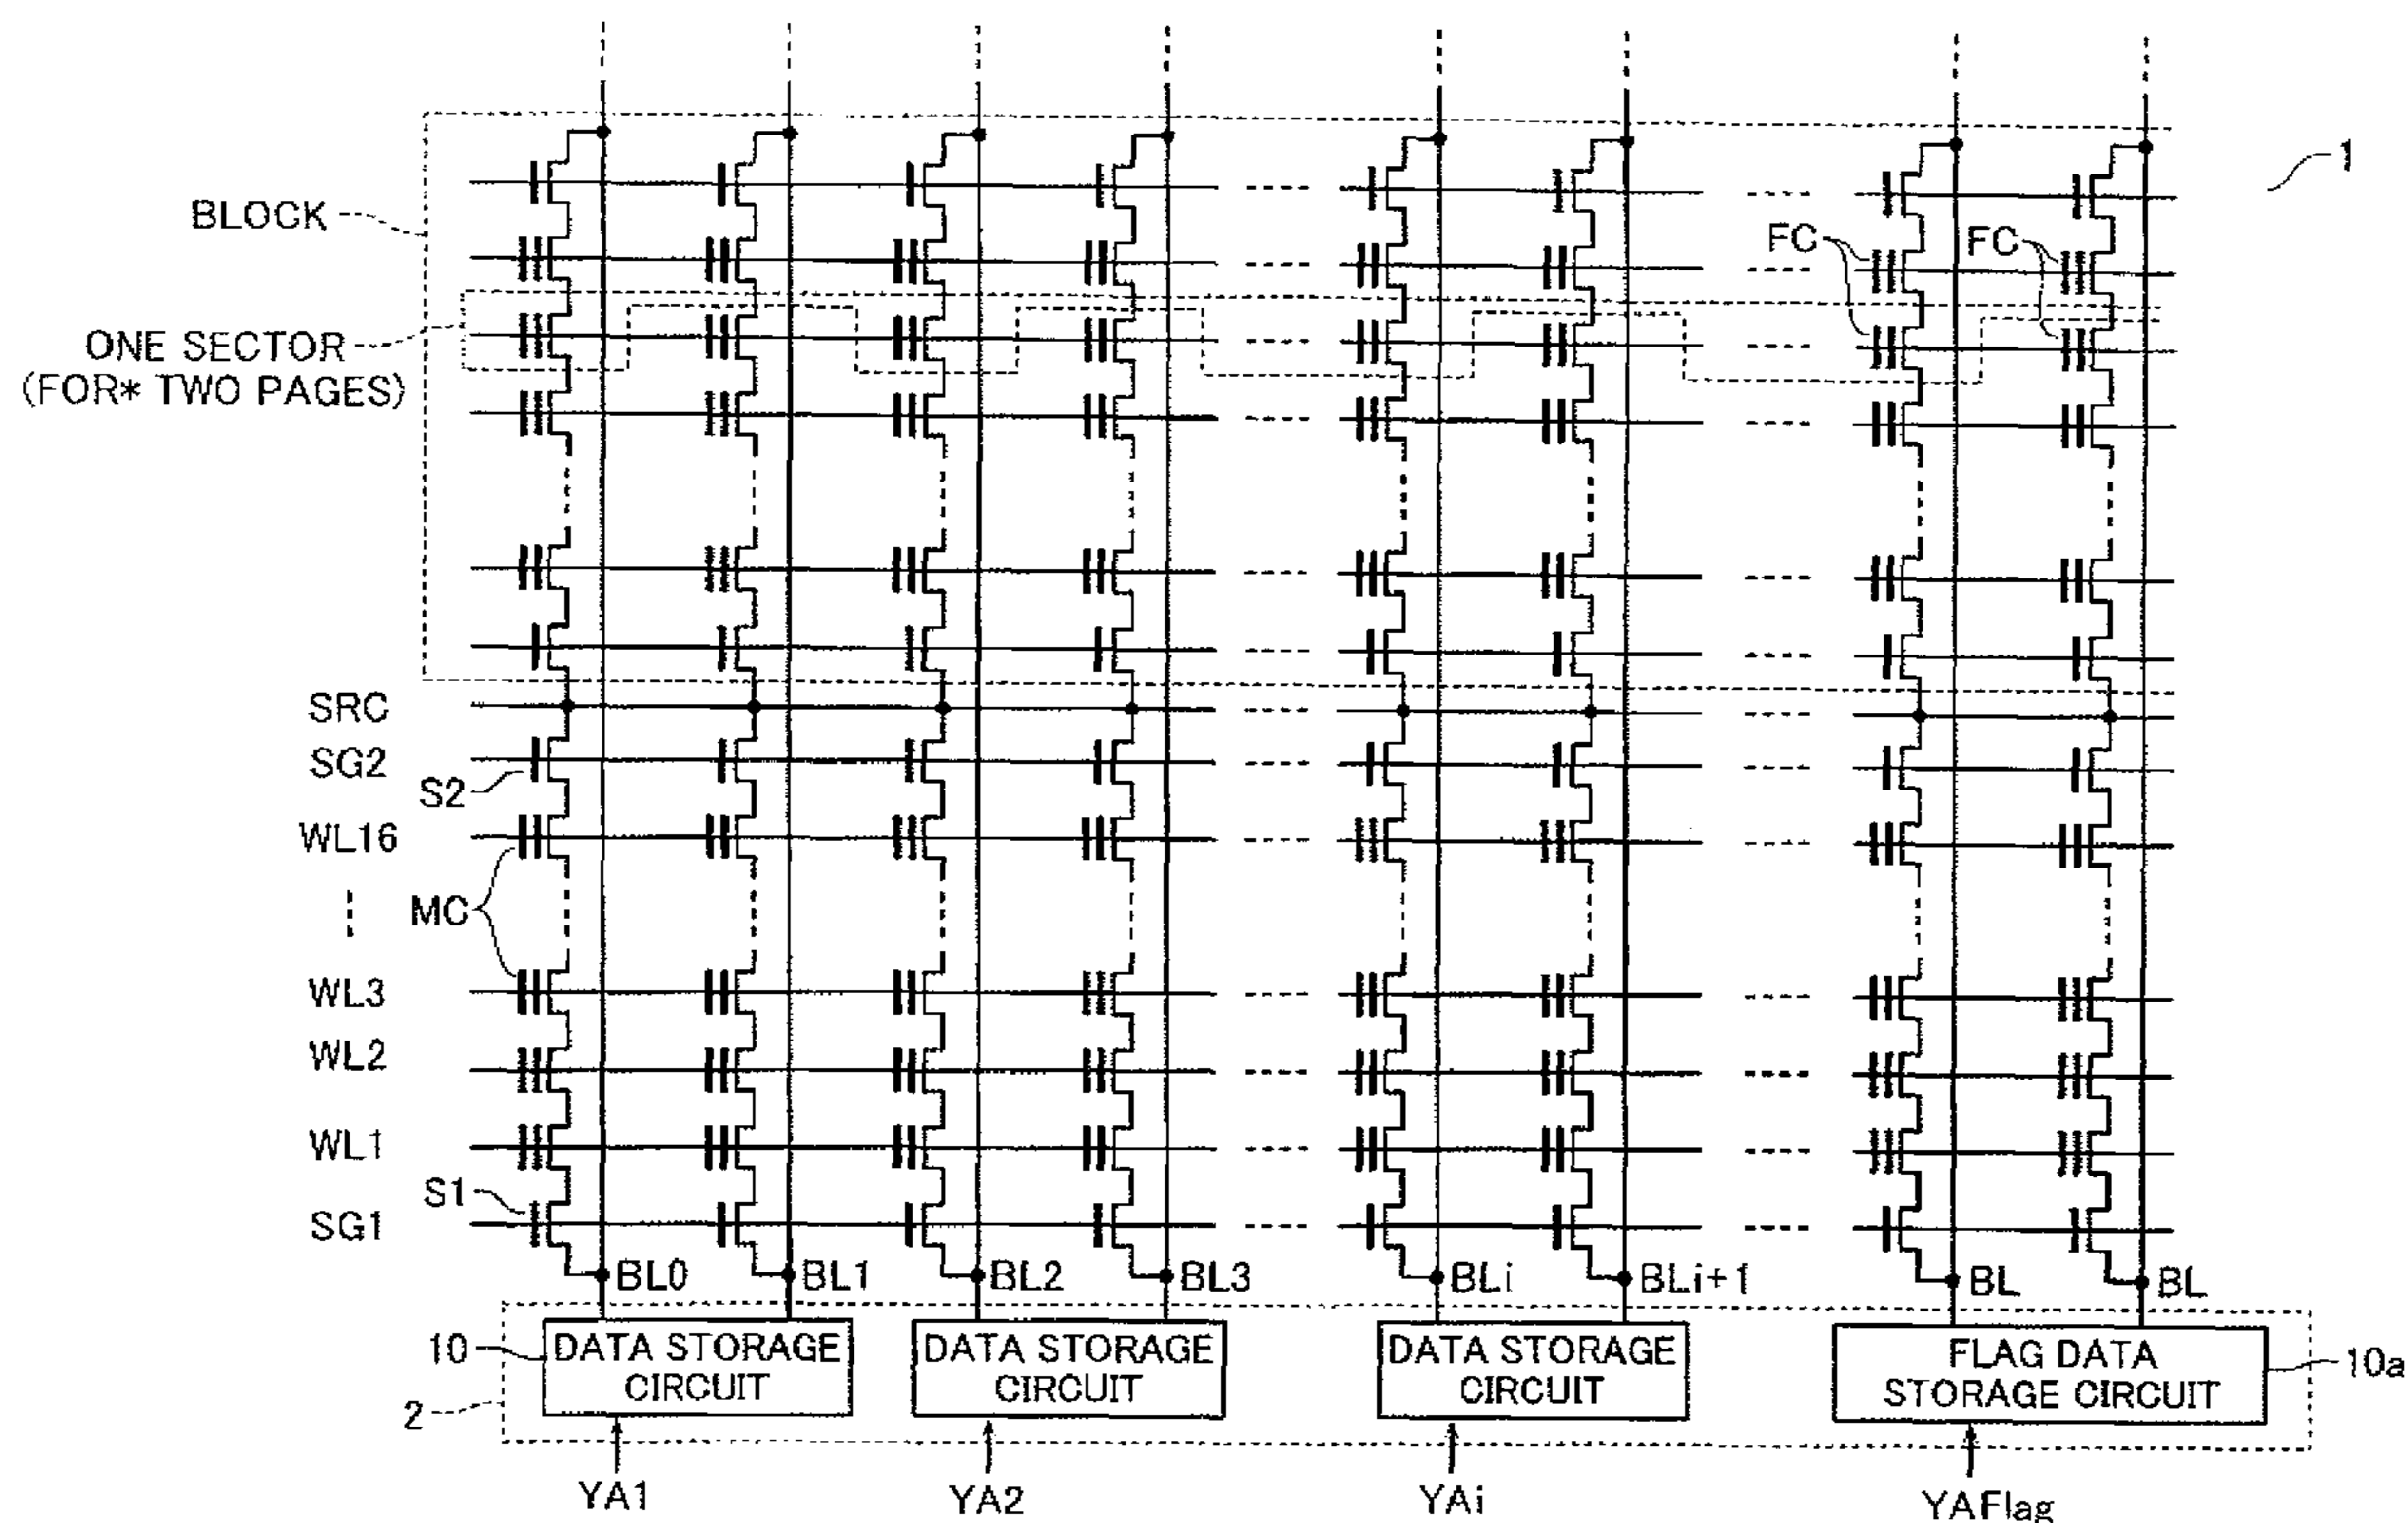 1
BLOCK
FC
FC
ONE SECTOR
(FOR* TWO PAGES)
SRC
SG2
S2
WL16
MC
WL3
WL2
WL1
S1
SG1
BL0
BL1
BL2
BL3
BLi
BLi+1
BL
BL
10
DATA STORAGE
CIRCUIT
DATA STORAGE
CIRCUIT
DATA STORAGE
CIRCUIT
FLAG DATA
STORAGE CIRCUIT
10a
2
YA1
YA2
YAi
YAFlag